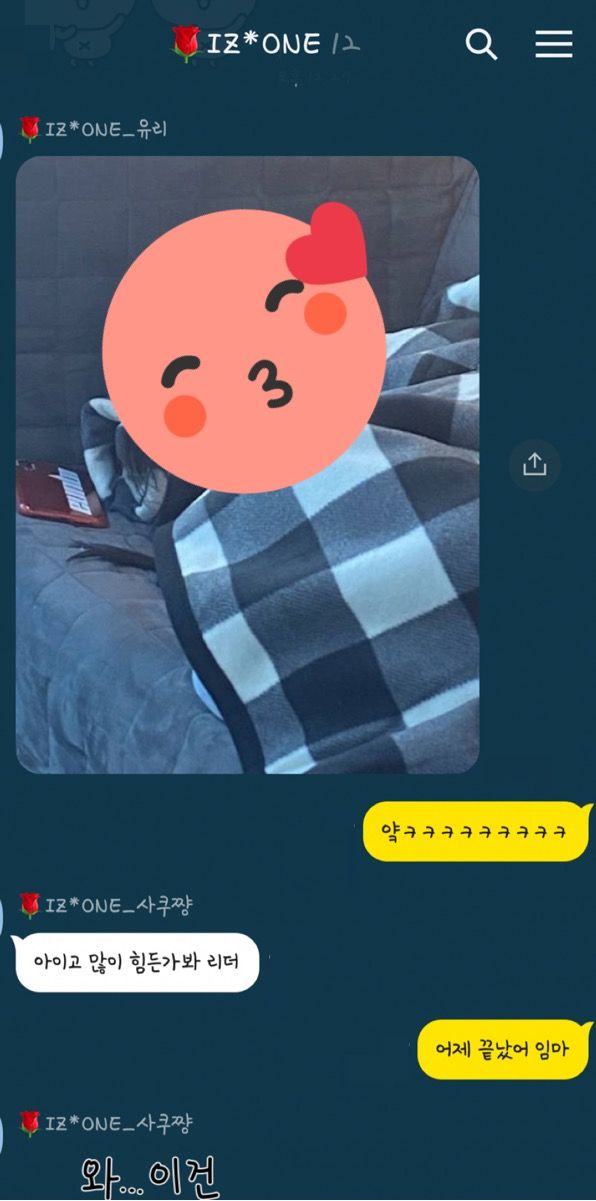 🌹IZ*ONE 12
🌹IZ*ONE_유리
앜ㅋㅋㅋㅋㅋㅋㅋㅋㅋ
🌹IZ*ONE_사쿠쨩
아이고 많이 힘든가봐 리더
어제 끝났어 임마
🌹IZ*ONE_사쿠쨩
와... 이건